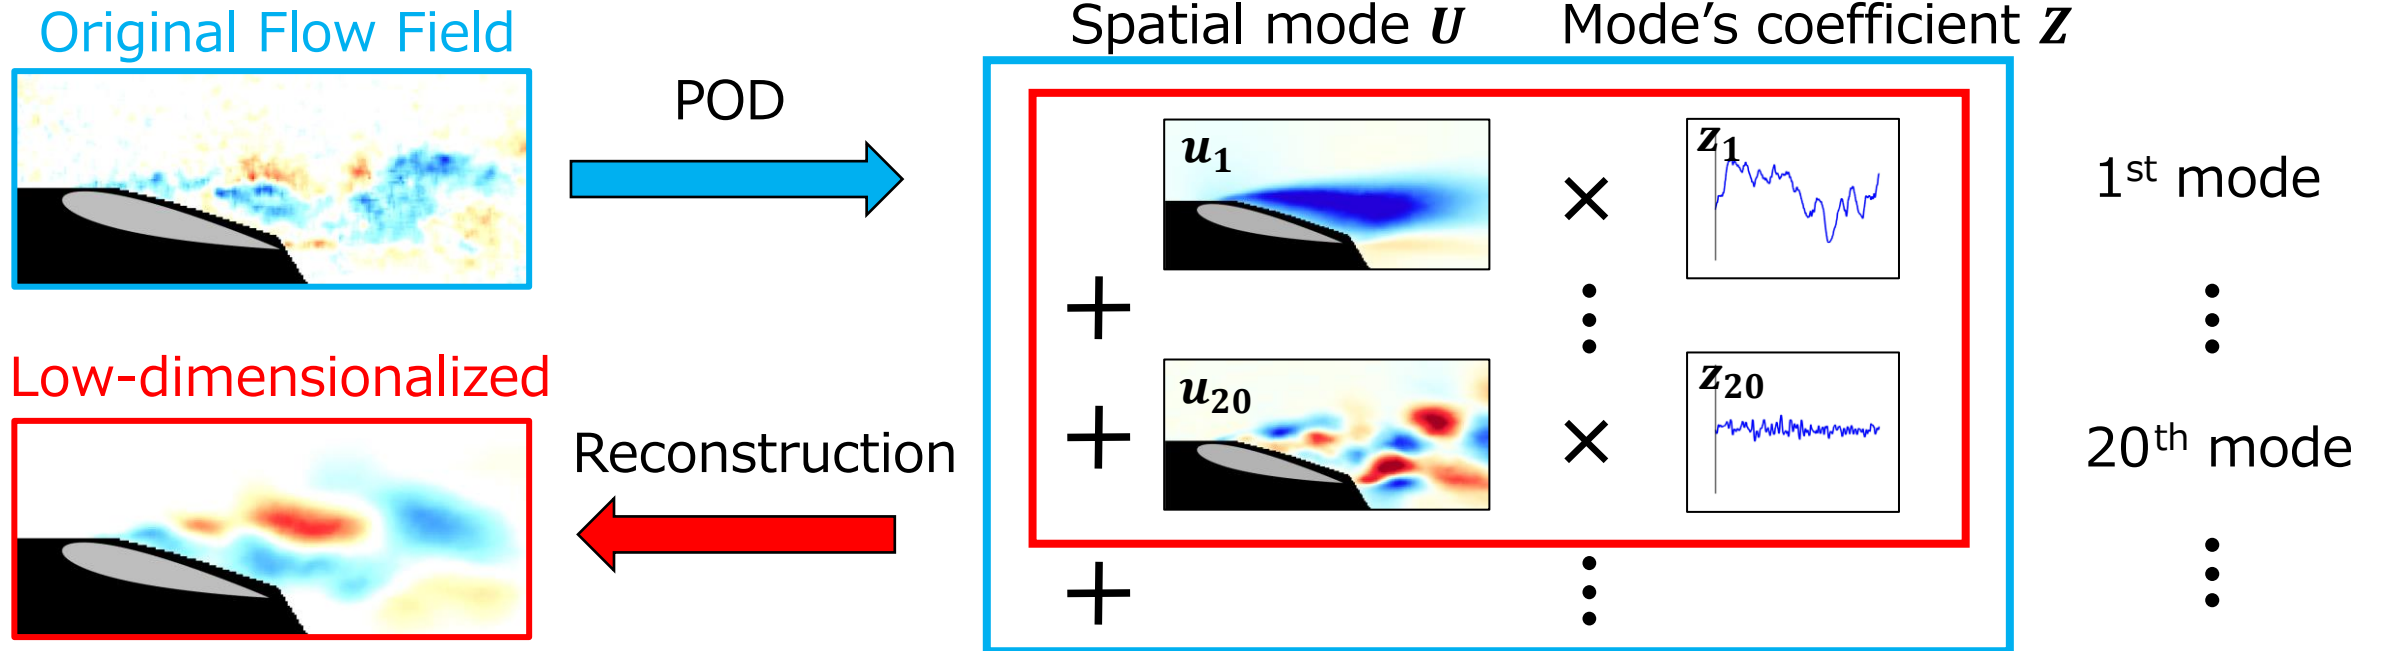 Original Flow Field
POD
Spatial mode U
Mode's coefficient Z
u1
×
z1
1st mode
+
Low-dimensionalized
Reconstruction
+
u20
×
z20
20th mode
+